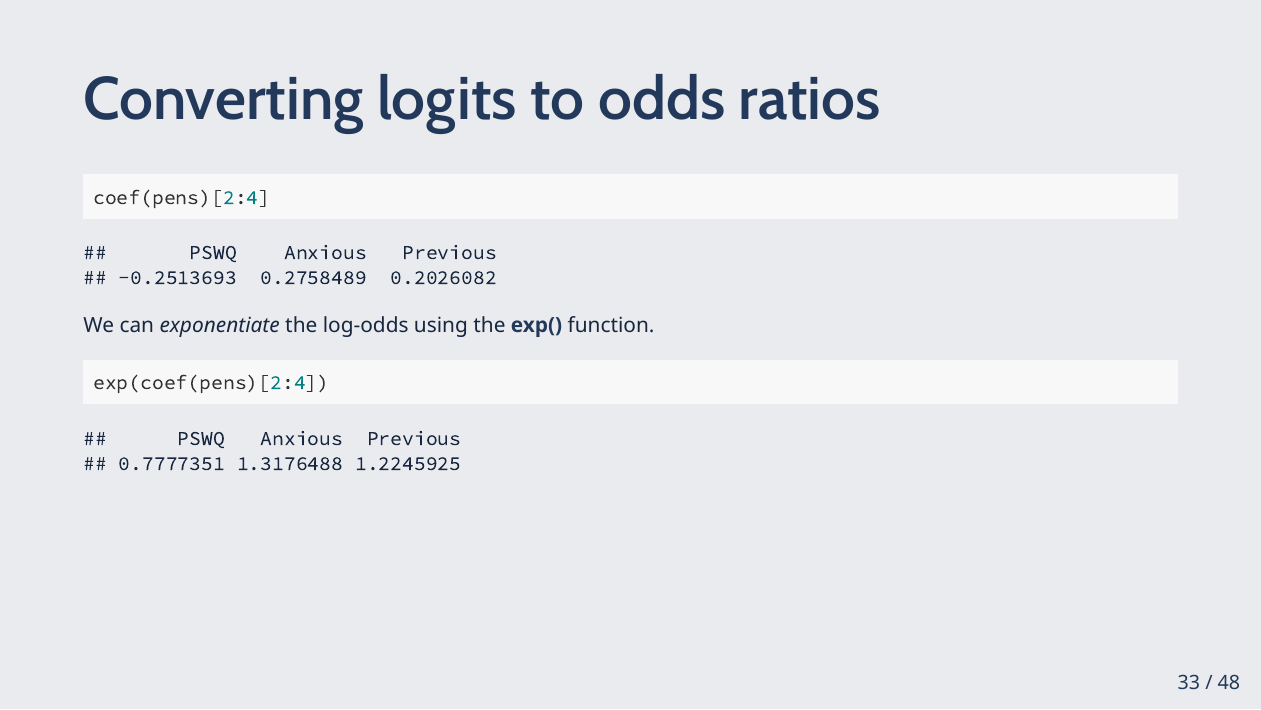 Converting logits to odds ratios
coef(pens)[2:4]
##       PSWQ    Anxious   Previous
## -0.2513693  0.2758489  0.2026082
We can exponentiate the log-odds using the exp() function.
exp(coef(pens)[2:4])
##      PSWQ   Anxious  Previous
## 0.7777351 1.3176488 1.2245925
33 / 48